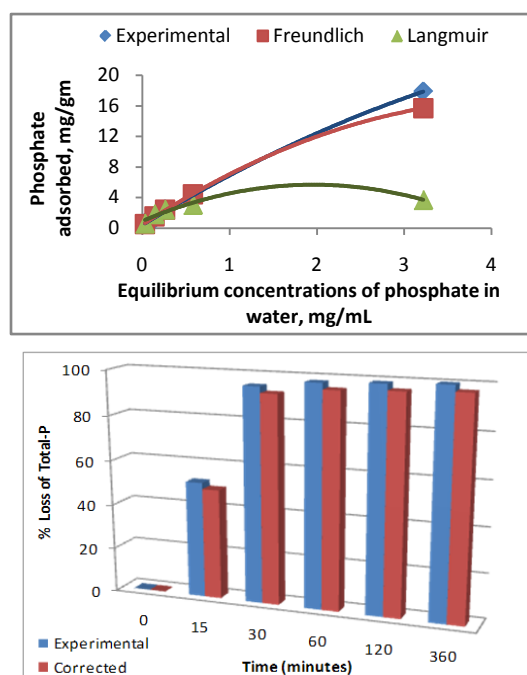 Experimental Freundlich Langmuir
20
16
12
8
4
0
Phosphate
adsorbed, mg/gm
0 1 2 3 4
Equilibrium concentrations of phosphate in
water, mg/mL
100
80
60
40
20
0
% Loss of Total-P
0 15 30 60 120 360
Experimental
Corrected
Time (minutes)